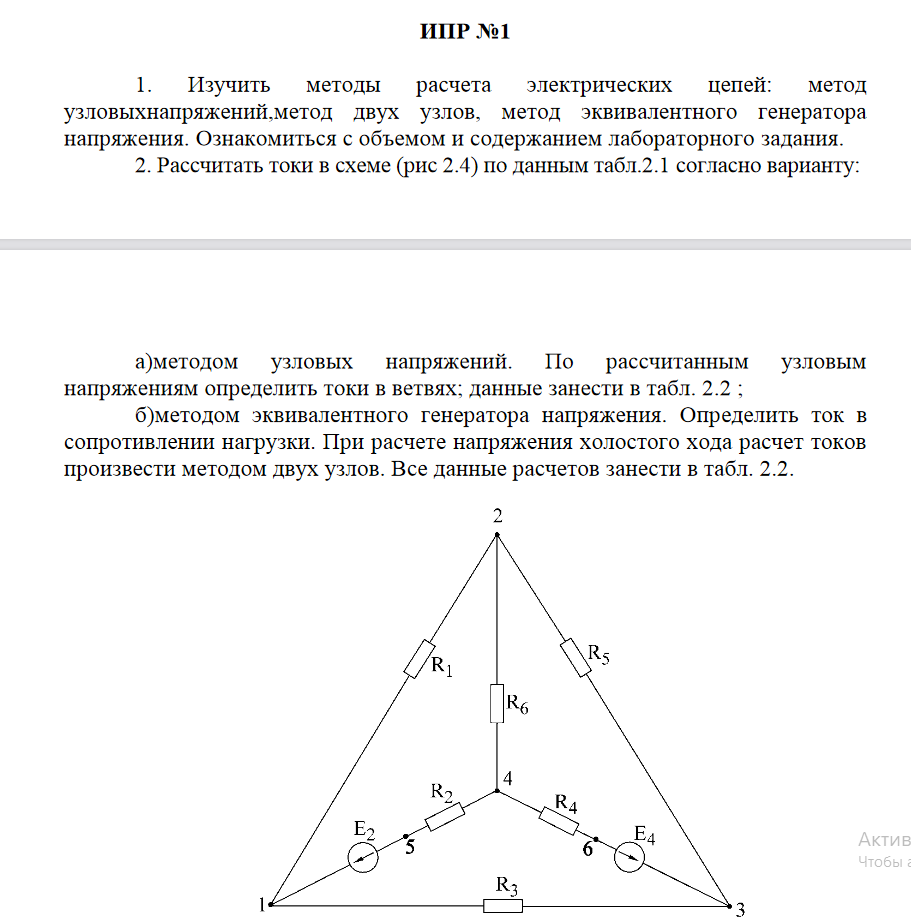 ИПР №1
1. Изучить методы расчета электрических цепей: метод
узловыхнапряжений,метод двух узлов, метод эквивалентного генератора
напряжения. Ознакомиться с объемом и содержанием лабораторного задания.
2. Рассчитать токи в схеме (рис 2.4) по данным табл.2.1 согласно варианту:
а)методом узловых напряжений. По рассчитанным узловым
напряжениям определить токи в ветвях; данные занести в табл. 2.2 ;
б)методом эквивалентного генератора напряжения. Определить ток в
сопротивлении нагрузки. При расчете напряжения холостого хода расчет токов
произвести методом двух узлов. Все данные расчетов занести в табл. 2.2.
2
R1
R5
R6
4
R2
R4
E2
5
6
E4
R3
1
3
Актив
Чтобы